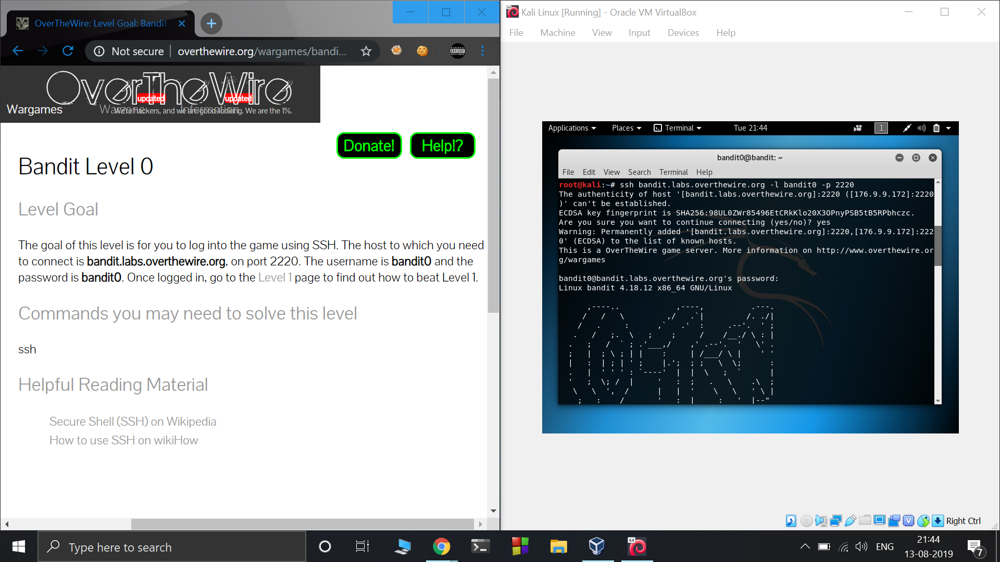 OverTheWire: Level Goal: Bandit
Not secure
overthewire.org/wargames/bandi...
OverTheWire
updated
updated
Wargames
Warzone
Information
We're hackers, and we are good-looking. We are the 1%.
Donate!
Help!?
Bandit Level 0
Level Goal
The goal of this level is for you to log into the game using SSH. The host to which you need
to connect is bandit.labs.overthewire.org, on port 2220. The username is bandit0 and the
password is bandit0. Once logged in, go to the Level 1 page to find out how to beat Level 1.
Commands you may need to solve this level
ssh
Helpful Reading Material
Secure Shell (SSH) on Wikipedia
How to use SSH on wikiHow
64
Kali Linux [Running] - Oracle VM VirtualBox
File Machine View Input Devices Help
Applications Places Terminal Tue 21:44 1
bandit0@bandit: ~
File Edit View Search Terminal Help
root@kali:~# ssh bandit.labs.overthewire.org -l bandit0 -p 2220
The authenticity of host '[bandit.labs.overthewire.org]:2220 ([176.9.9.172]:2220
)' can't be established.
ECDSA key fingerprint is SHA256:98UL0ZWr85496EtCRkKlo20X3OPnyPSB5tB5RPbhczc.
Are you sure you want to continue connecting (yes/no)? yes
Warning: Permanently added '[bandit.labs.overthewire.org]:2220,[176.9.9.172]:222
0' (ECDSA) to the list of known hosts.
This is a OverTheWire game server. More information on http://www.overthewire.or
g/wargames
bandit0@bandit.labs.overthewire.org's password:
Linux bandit 4.18.12 x86_64 GNU/Linux
Right Ctrl
Type here to search
64
ENG
21:44
13-08-2019
7